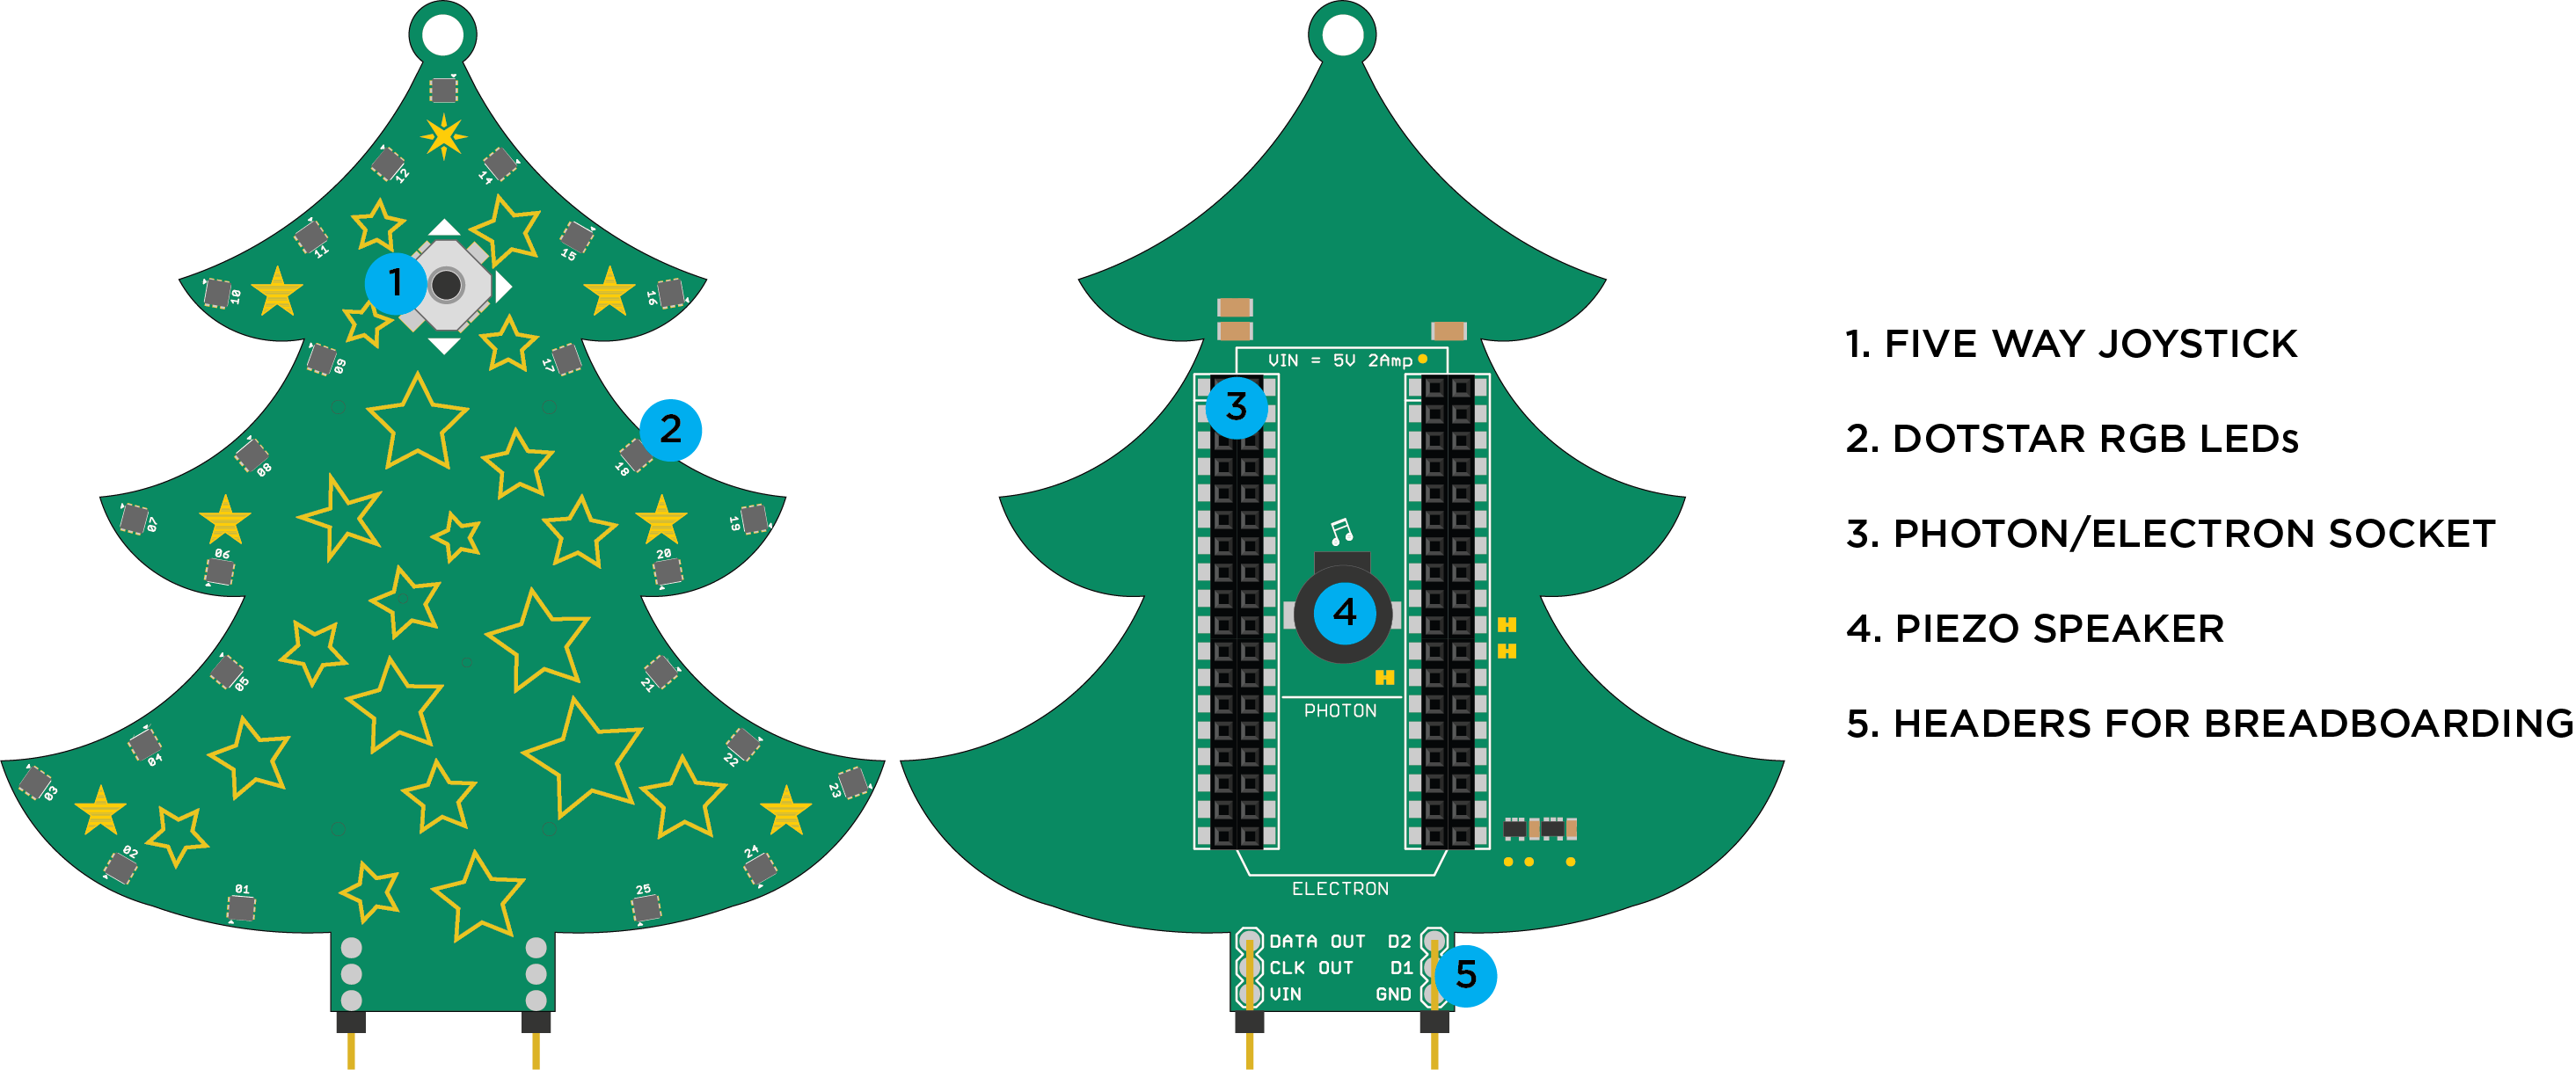 12
14
11
15
1
10
16
09
17
2
08
18
07
19
06
20
05
21
04
22
03
23
02
24
01
25
VIN = 5V 2Amp
3
4
PHOTON
ELECTRON
DATA OUT D2
CLK OUT D1
VIN GND
5
1. FIVE WAY JOYSTICK
2. DOTSTAR RGB LEDs
3. PHOTON/ELECTRON SOCKET
4. PIEZO SPEAKER
5. HEADERS FOR BREADBOARDING